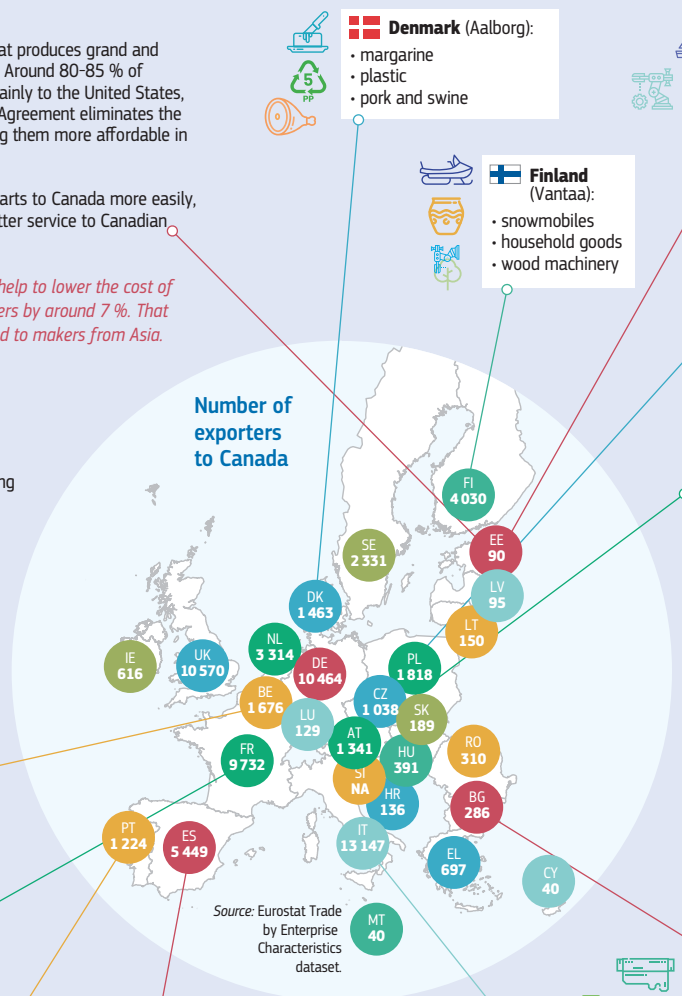 at produces grand and
Around 80-85 % of
ainly to the United States,
Agreement eliminates the
g them more affordable in
arts to Canada more easily,
tter service to Canadian
help to lower the cost of
ers by around 7 %. That
d to makers from Asia.
ng
Denmark (Aalborg):
• margarine
• plastic
• pork and swine
5
PP
Finland
(Vantaa):
• snowmobiles
• household goods
• wood machinery
Number of
exporters
to Canada
FI
4 030
EE
90
SE
2 331
LV
95
DK
1 463
LT
150
NL
3 314
IE
616
UK
10 570
DE
10 464
PL
1 818
BE
1 676
CZ
1 038
LU
129
SK
189
AT
1 341
FR
9 732
HU
391
RO
310
SI
NA
HR
136
BG
286
PT
1 224
ES
5 449
IT
13 147
EL
697
CY
40
MT
40
Source: Eurostat Trade
by Enterprise
Characteristics
dataset.